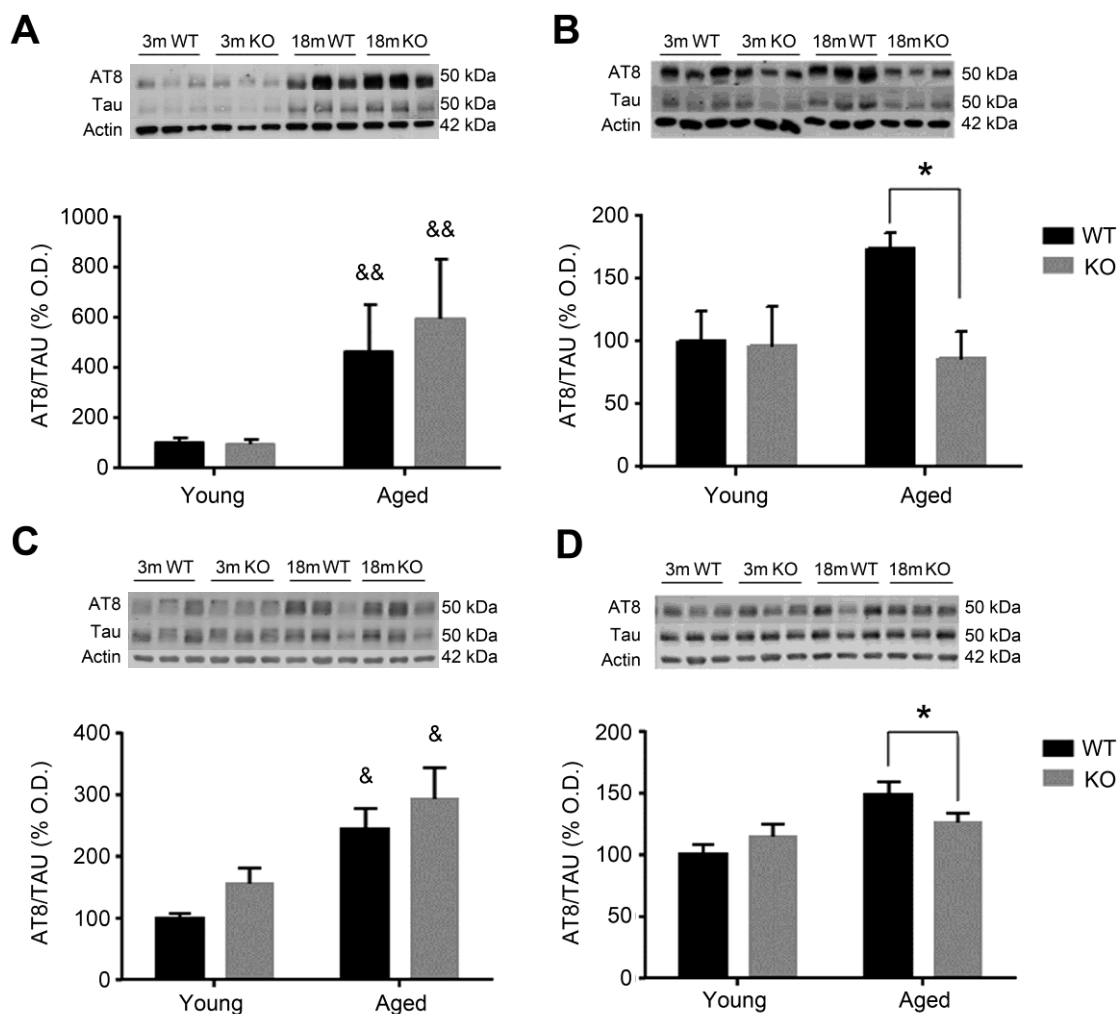 A
3m WT 3m KO 18m WT 18m KO
AT8 50 kDa
Tau 50 kDa
Actin 42 kDa
AT8/TAU (% O.D.)
1000
800
600
400
200
0
&&
&&
Young Aged
B
3m WT 3m KO 18m WT 18m KO
AT8 50 kDa
Tau 50 kDa
Actin 42 kDa
AT8/TAU (% O.D.)
200
150
100
50
0
*
Young Aged
WT
KO
C
3m WT 3m KO 18m WT 18m KO
AT8 50 kDa
Tau 50 kDa
Actin 42 kDa
AT8/TAU (% O.D.)
400
300
200
100
0
&
&
Young Aged
D
3m WT 3m KO 18m WT 18m KO
AT8 50 kDa
Tau 50 kDa
Actin 42 kDa
AT8/TAU (% O.D.)
200
150
100
50
0
*
Young Aged
WT
KO